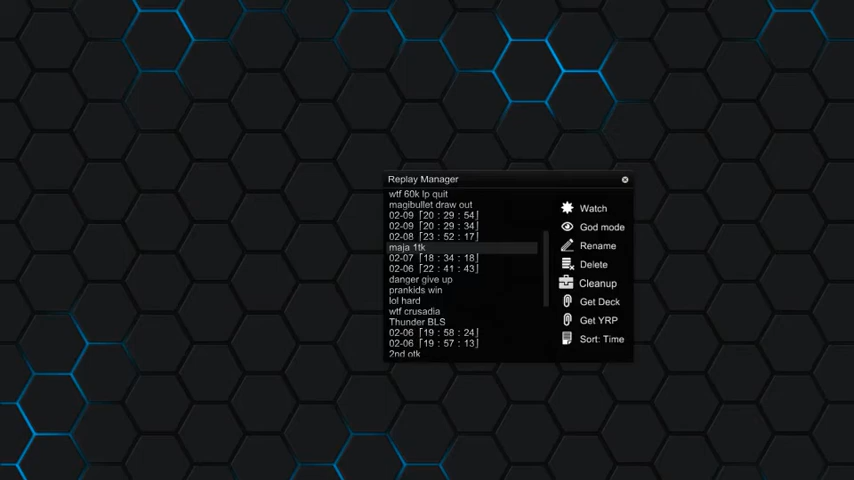 Replay Manager
wtf 60k lp quit
magibullet draw out
02-09「20 : 29 : 54」
02-09「20 : 29 : 34」
02-08「23 : 52 : 17」
maja 1tk
02-07「18 : 34 : 18」
02-06「22 : 41 : 43」
danger give up
prankids win
lol hard
wtf crusadia
Thunder BLS
02-06「19 : 58 : 24」
02-06「19 : 57 : 13」
2nd otk
Watch
God mode
Rename
Delete
Cleanup
Get Deck
Get YRP
Sort: Time